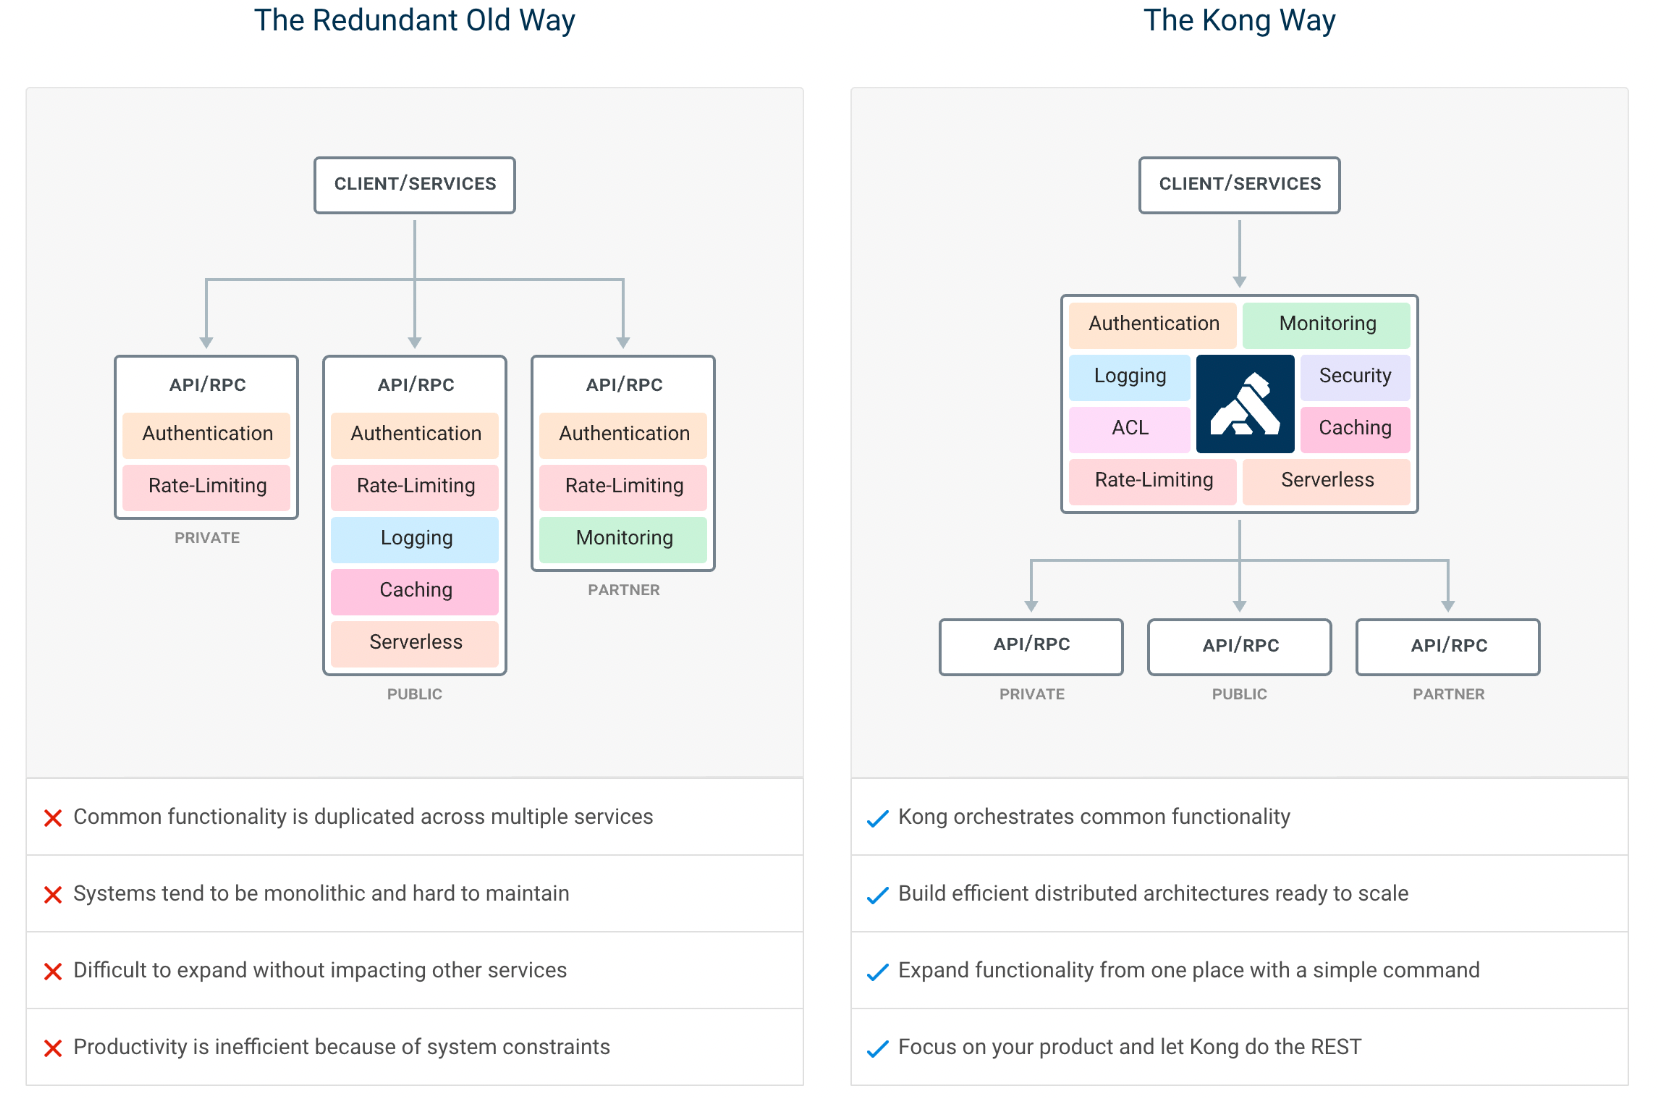 The Redundant Old Way
CLIENT/SERVICES
API/RPC
Authentication
Rate-Limiting
PRIVATE
API/RPC
Authentication
Rate-Limiting
Logging
Caching
Serverless
PUBLIC
API/RPC
Authentication
Rate-Limiting
Monitoring
PARTNER
Common functionality is duplicated across multiple services
Systems tend to be monolithic and hard to maintain
Difficult to expand without impacting other services
Productivity is inefficient because of system constraints
The Kong Way
CLIENT/SERVICES
Authentication
Monitoring
Logging
Security
ACL
Caching
Rate-Limiting
Serverless
API/RPC
PRIVATE
API/RPC
PUBLIC
API/RPC
PARTNER
Kong orchestrates common functionality
Build efficient distributed architectures ready to scale
Expand functionality from one place with a simple command
Focus on your product and let Kong do the REST